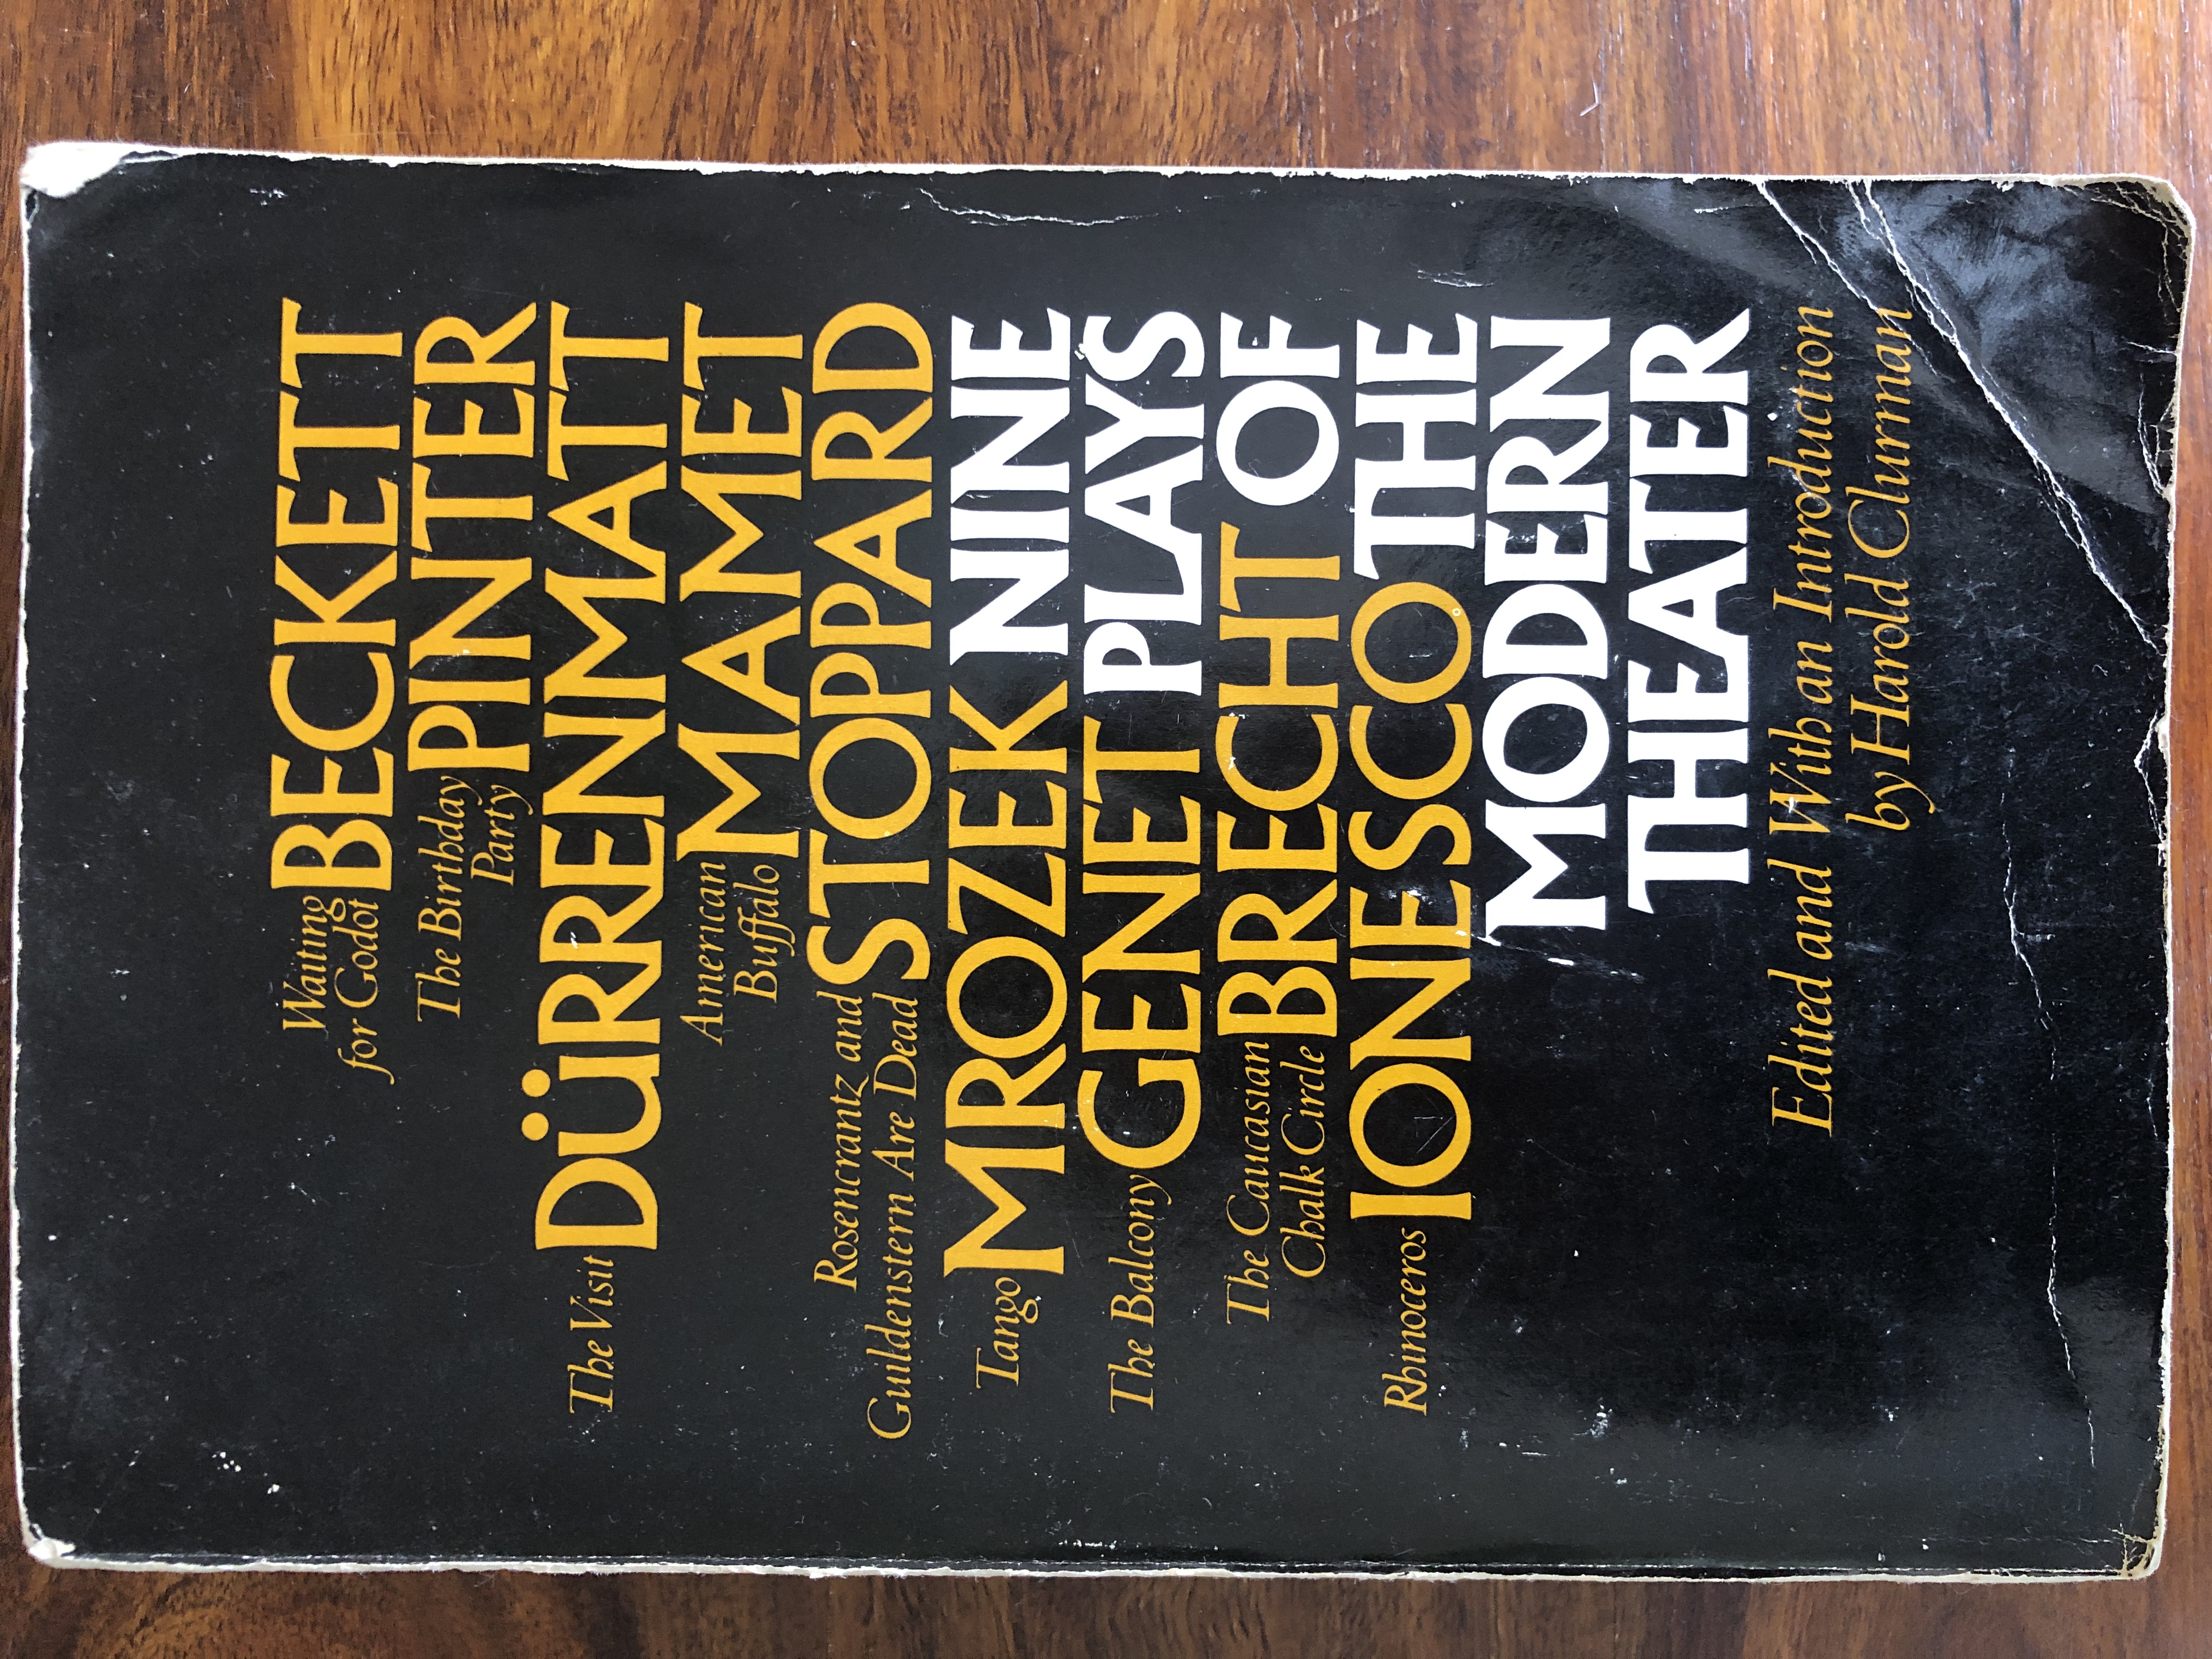 Waiting
for Godot BECKETT
The Birthday
Party PINTER
The Visit DÜRRENMATT
American
Buffalo MAMET
Rosencrantz and
Guildenstern Are Dead STOPPARD
Tango MROZEK NINE
The Balcony GENET PLAYS
The Caucasian
Chalk Circle BRECHT OF
Rhinoceros IONESCO THE
MODERN
THEATER
Edited and With an Introduction
by Harold Clurman